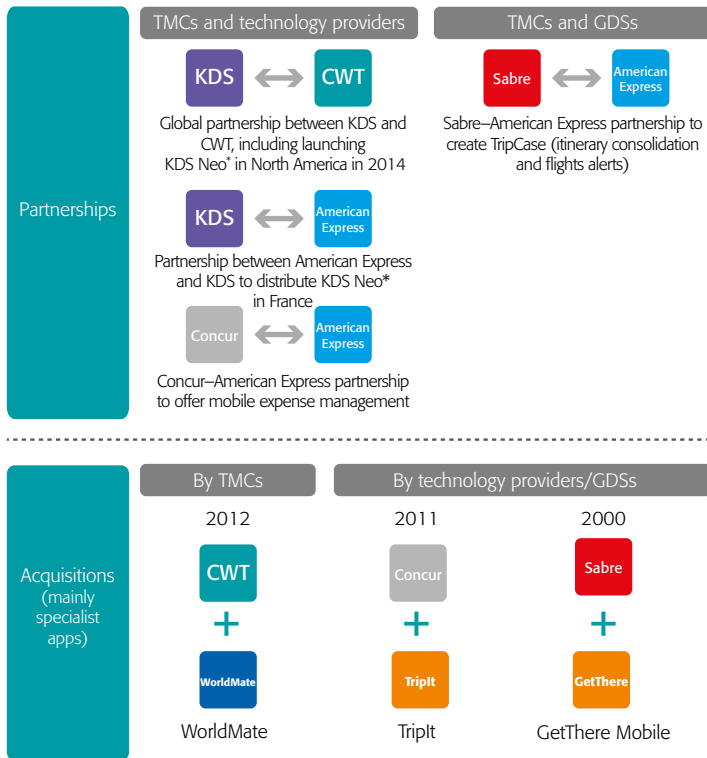 Partnerships
TMCs and technology providers
KDS
CWT
Global partnership between KDS and
CWT, including launching
KDS Neo* in North America in 2014
KDS
American
Express
Partnership between American Express
and KDS to distribute KDS Neo*
in France
Concur
American
Express
Concur–American Express partnership
to offer mobile expense management
TMCs and GDSs
Sabre
American
Express
Sabre–American Express partnership to
create TripCase (itinerary consolidation
and flights alerts)
Acquisitions
(mainly
specialist
apps)
By TMCs
2012
CWT
+
WorldMate
WorldMate
By technology providers/GDSs
2011
Concur
+
TripIt
TripIt
2000
Sabre
+
GetThere
GetThere Mobile